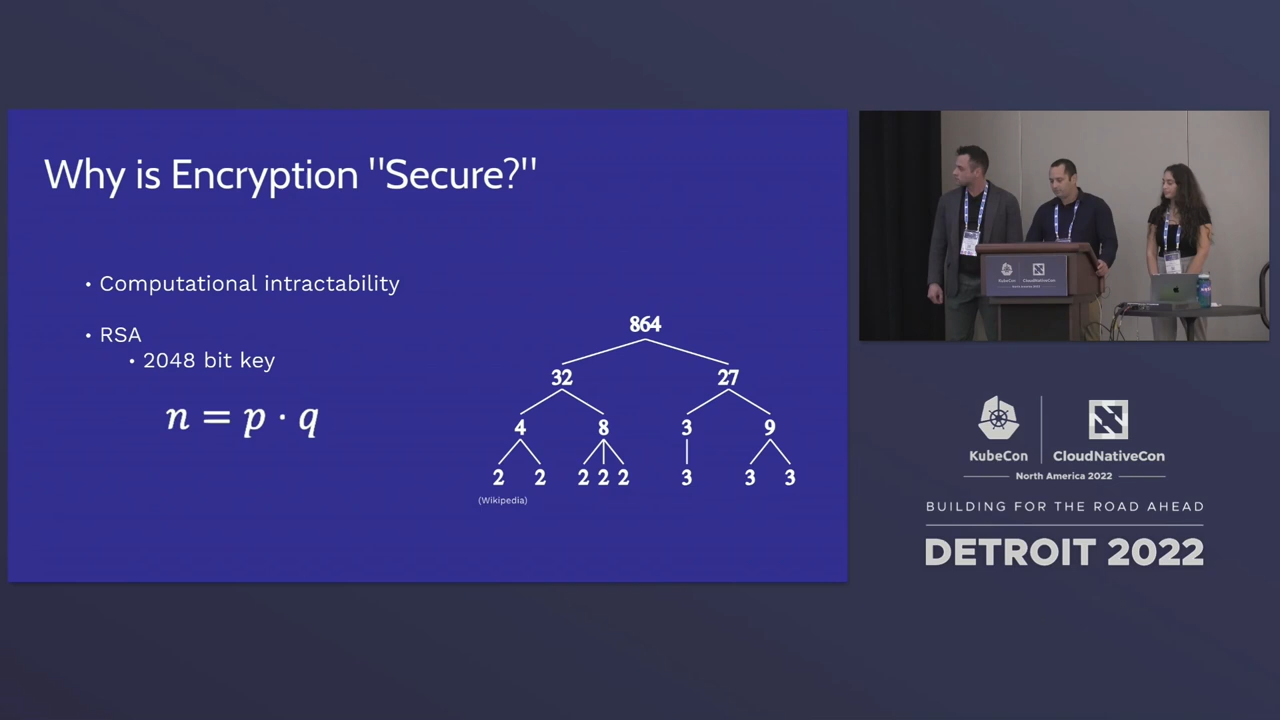 Why is Encryption "Secure?"
• Computational intractability
• RSA
• 2048 bit key
n = p · q
864
32 27
4 8 3 9
2 2 2 2 2 3 3 3
(Wikipedia)
KubeCon CloudNativeCon
KubeCon CloudNativeCon
North America 2022
BUILDING FOR THE ROAD AHEAD
DETROIT 2022